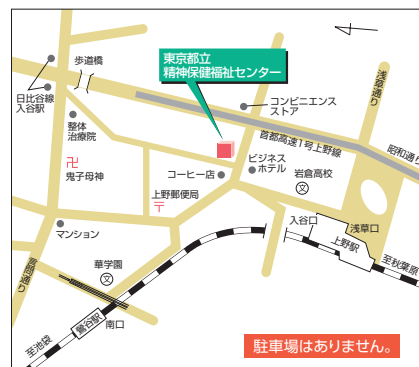 東京都立
精神保健福祉センター
歩道橋
日比谷線
入谷駅
コンビニエンス
ストア
浅草通り
昭和通り
首都高速1号上野線
整体
治療院
卍
鬼子母神
コーヒー店
ビジネス
ホテル
岩倉高校
文
上野郵便局
〒
入谷口
浅草口
上野駅
至秋葉原
マンション
華学園
文
言問通り
南口
鶯谷駅
至池袋
駐車場はありません。